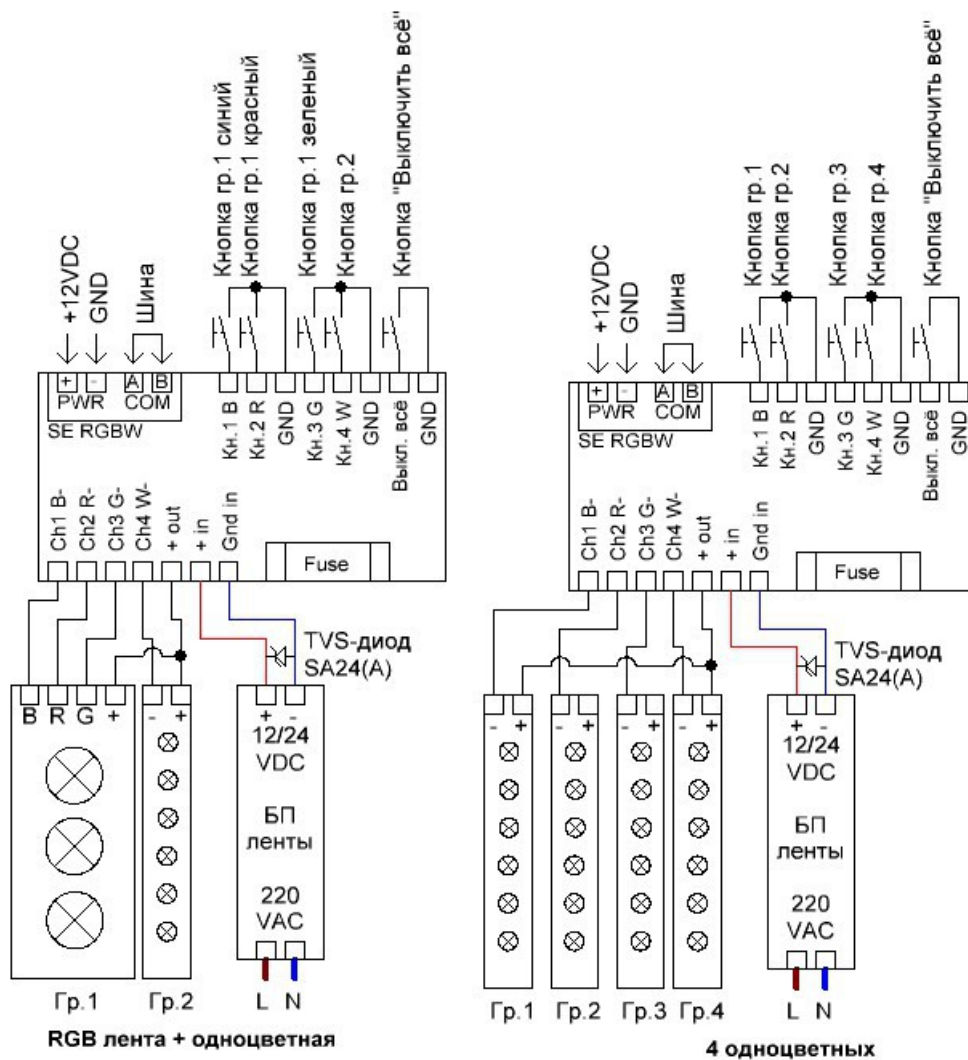 Кнопка гр.1 синий
Кнопка гр.1 красный
Кнопка гр.1 зеленый
Кнопка гр.2
Кнопка "Выключить всё"
+12VDC
GND
Шина
+ - A B
PWR COM
SE RGBW
Кн.1 B
Кн.2 R
GND
Кн.3 G
Кн.4 W
GND
Выкл. всё
GND
Ch1 B-
Ch2 R-
Ch3 G-
Ch4 W-
+ out
+ in
Gnd in
Fuse
TVS-диод
SA24(A)
B R G +
- +
+ -
12/24
VDC
БП
ленты
220
VAC
L N
Гр.1 Гр.2
RGB лента + одноцветная
Кнопка гр.1
Кнопка гр.2
Кнопка гр.3
Кнопка гр.4
Кнопка "Выключить всё"
+12VDC
GND
Шина
+ - A B
PWR COM
SE RGBW
Кн.1 B
Кн.2 R
GND
Кн.3 G
Кн.4 W
GND
Выкл. всё
GND
Ch1 B-
Ch2 R-
Ch3 G-
Ch4 W-
+ out
+ in
Gnd in
Fuse
TVS-диод
SA24(A)
- + - + - + - +
+ -
12/24
VDC
БП
ленты
220
VAC
L N
Гр.1 Гр.2 Гр.3 Гр.4
4 одноцветных